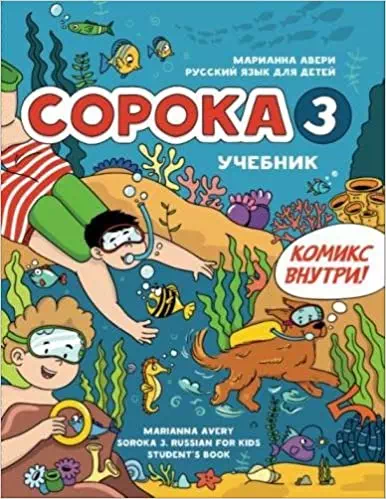 МАРИАННА АВЕРИ
РУССКИЙ ЯЗЫК ДЛЯ ДЕТЕЙ
СОРОКА 3
УЧЕБНИК
КОМИКС
ВНУТРИ!
MARIANNA AVERY
SOROKA 3. RUSSIAN FOR KIDS
STUDENT'S BOOK